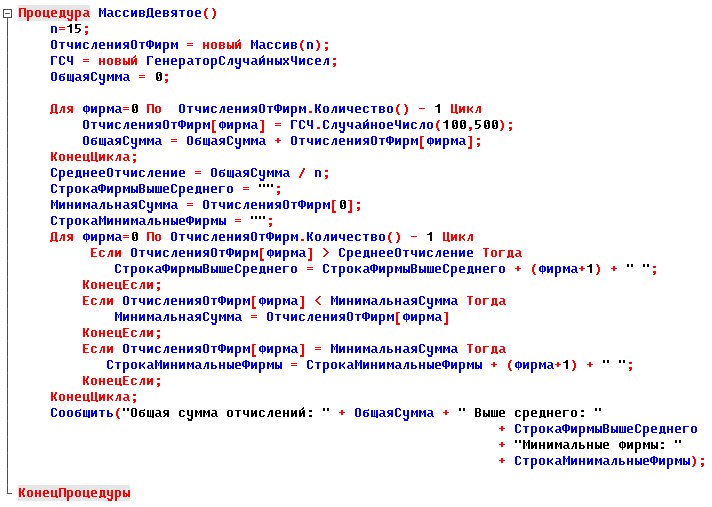 Процедура МассивДевятое()
n=15;
ОтчисленияОтФирм = новый Массив(n);
ГСЧ = новый ГенераторСлучайныхЧисел;
ОбщаяСумма = 0;
Для фирма=0 По  ОтчисленияОтФирм.Количество() - 1 Цикл
ОтчисленияОтФирм[фирма] = ГСЧ.СлучайноеЧисло(100,500);
ОбщаяСумма = ОбщаяСумма + ОтчисленияОтФирм[фирма];
КонецЦикла;
СреднееОтчисление = ОбщаяСумма / n;
СтрокаФирмыВышеСреднего = "";
МинимальнаяСумма = ОтчисленияОтФирм[0];
СтрокаМинимальныеФирмы = "";
Для фирма=0 По ОтчисленияОтФирм.Количество() - 1 Цикл
Если ОтчисленияОтФирм[фирма] > СреднееОтчисление Тогда
СтрокаФирмыВышеСреднего = СтрокаФирмыВышеСреднего + (фирма+1) + " ";
КонецЕсли;
Если ОтчисленияОтФирм[фирма] < МинимальнаяСумма Тогда
МинимальнаяСумма = ОтчисленияОтФирм[фирма]
КонецЕсли;
Если ОтчисленияОтФирм[фирма] = МинимальнаяСумма Тогда
СтрокаМинимальныеФирмы = СтрокаМинимальныеФирмы + (фирма+1) + " ";
КонецЕсли;
КонецЦикла;
Сообщить("Общая сумма отчислений: " + ОбщаяСумма + " Выше среднего: "
+ СтрокаФирмыВышеСреднего
+ "Минимальные фирмы: "
+ СтрокаМинимальныеФирмы);
КонецПроцедуры